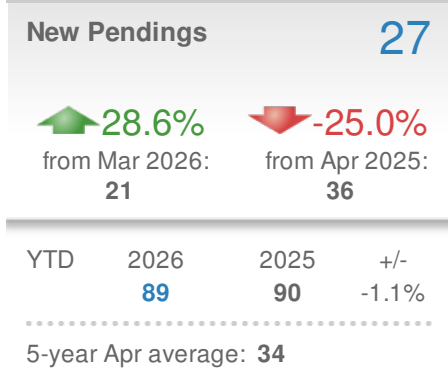 New Pendings 27
28.6% -25.0%
from Mar 2026: from Apr 2025:
21 36
YTD 2026 2025 +/-
89 90 -1.1%
5-year Apr average: 34